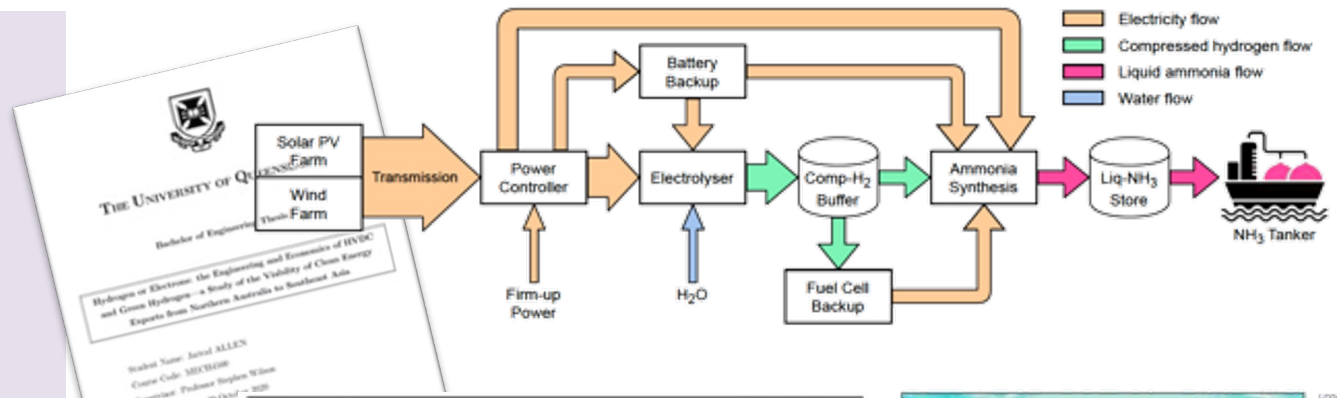 Electricity flow
Compressed hydrogen flow
Liquid ammonia flow
Water flow
Battery
Backup
Solar PV
Farm
Wind
Farm
Transmission
Power
Controller
Electrolyser
Comp-H₂
Buffer
Ammonia
Synthesis
Liq-NH₃
Store
NH₃ Tanker
Firm-up
Power
H₂O
Fuel Cell
Backup
THE UNIVERSITY OF QUEENSL
Bachelor of Engineering Thesis
Hydrogen or Electrons: the Engineering and Economics of HVDC
and Green Hydrogen—a Study of the Viability of Clean Energy
Exports from Northern Australia to Southeast Asia
Student Name: Jarrod ALLEN
Course Code: MECH4500
Professor Stephen Wilson
October 2020